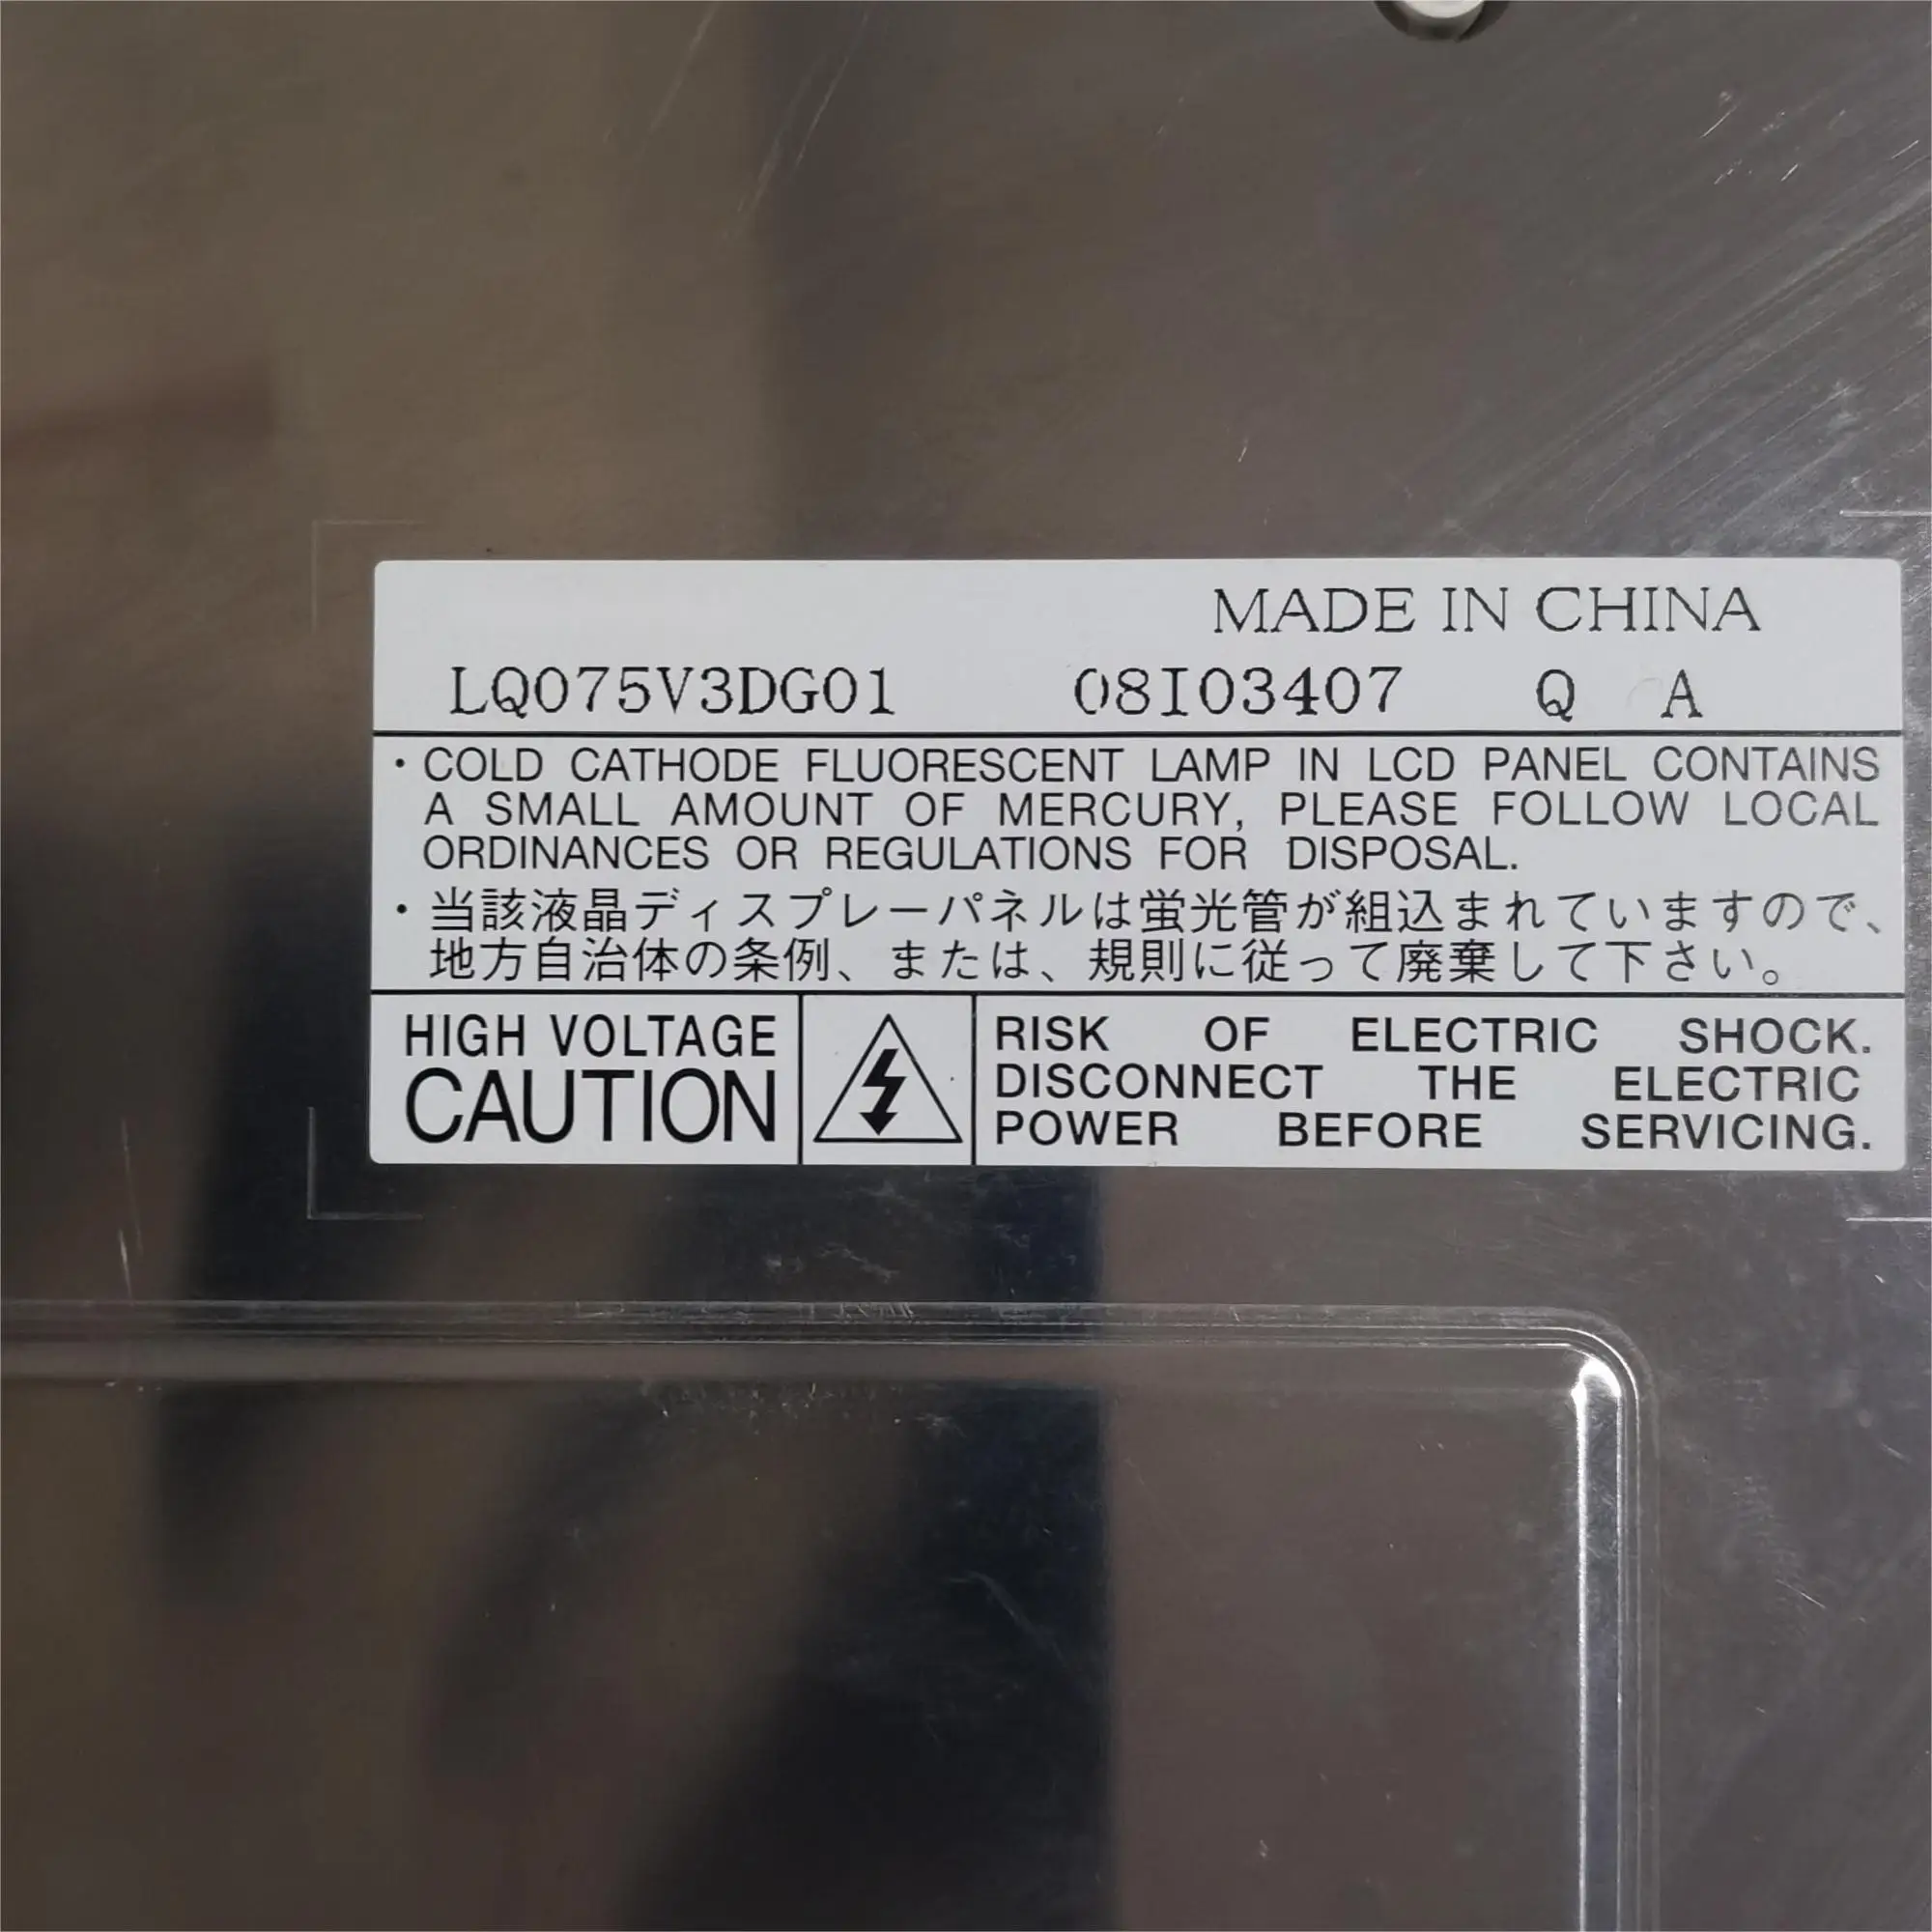 MADE IN CHINA
LQ075V3DG01 08I03407 Q A
・COLD CATHODE FLUORESCENT LAMP IN LCD PANEL CONTAINS
A SMALL AMOUNT OF MERCURY, PLEASE FOLLOW LOCAL
ORDINANCES OR REGULATIONS FOR DISPOSAL.
・当該液晶ディスプレーパネルは蛍光管が組込まれていますので、
地方自治体の条例、または、規則に従って廃棄して下さい。
HIGH VOLTAGE
CAUTION
RISK OF ELECTRIC SHOCK.
DISCONNECT THE ELECTRIC
POWER BEFORE SERVICING.